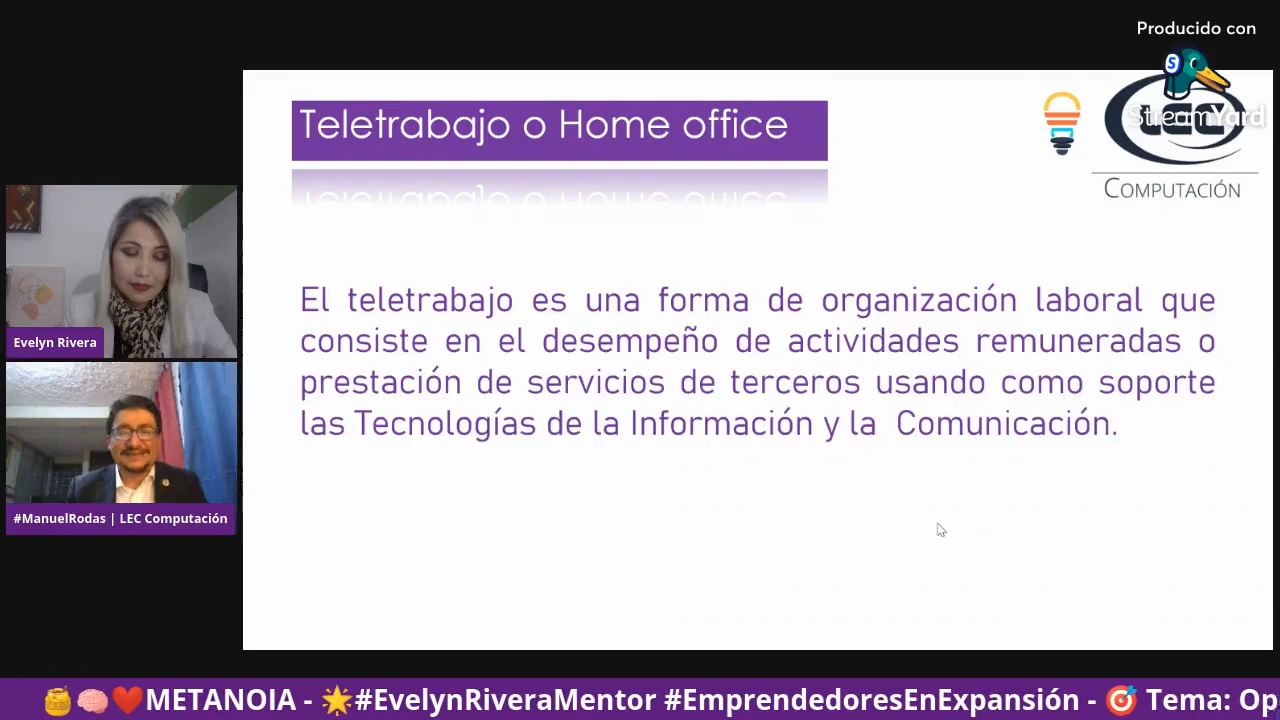 Producido con
StreamYard
Teletrabajo o Home office
LEC
COMPUTACIÓN
El teletrabajo es una forma de organización laboral que
consiste en el desempeño de actividades remuneradas o
prestación de servicios de terceros usando como soporte
las Tecnologías de la Información y la Comunicación.
Evelyn Rivera
#ManuelRodas | LEC Computación
🍯🧠❤️METANOIA - 🌟#EvelynRiveraMentor #EmprendedoresEnExpansión - 🎯 Tema: Op